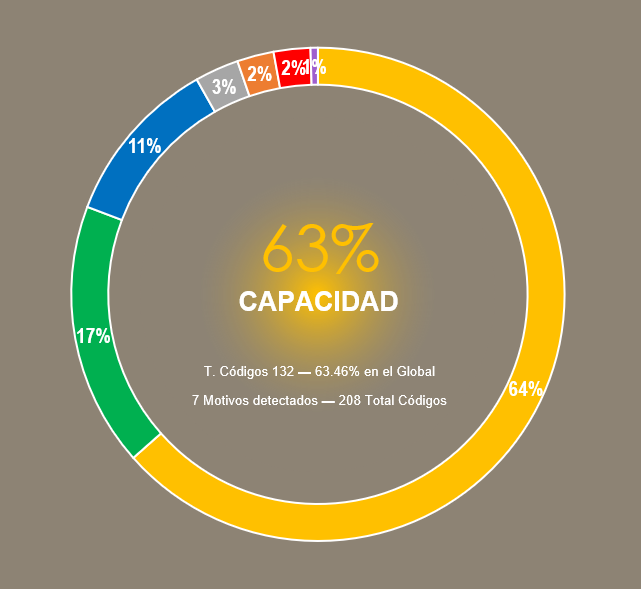 3%
2%
2%
1%
11%
63%
CAPACIDAD
17%
T. Códigos 132 — 63.46% en el Global
64%
7 Motivos detectados — 208 Total Códigos